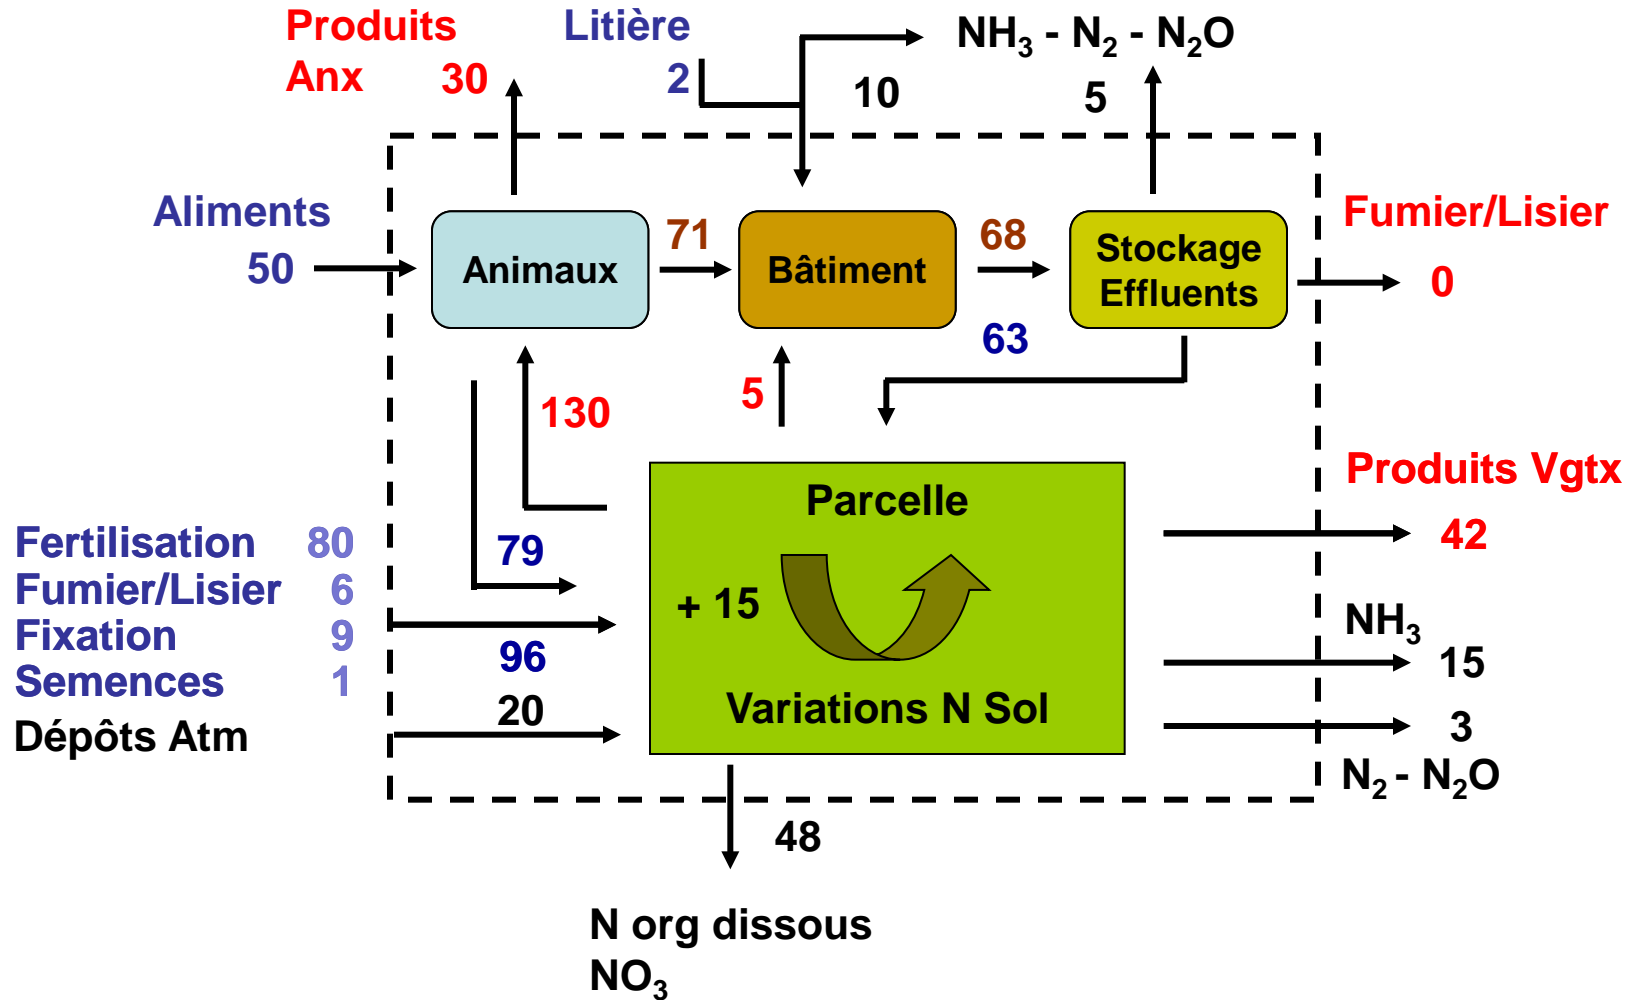 Produits
Anx 30
Litière
2
NH₃ - N₂ - N₂O
10
5
Aliments
50
Animaux
71
Bâtiment
68
Stockage
Effluents
Fumier/Lisier
0
63
130
5
Parcelle
+ 15
Variations N Sol
Produits Vgtx
42
79
Fertilisation 80
Fumier/Lisier 6
Fixation 9
Semences 1
96
20
Dépôts Atm
NH₃
15
3
N₂ - N₂O
48
N org dissous
NO₃